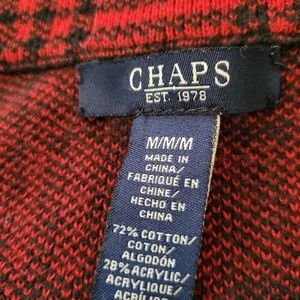 CHAPS
EST. 1978
M/M/M
MADE IN
CHINA/
FABRIQUÉ EN
CHINE/
HECHO EN
CHINA
72% COTTON/
COTON/
ALGODÓN
28% ACRYLIC/
ACRYLIQUE/
ACRÍLICO